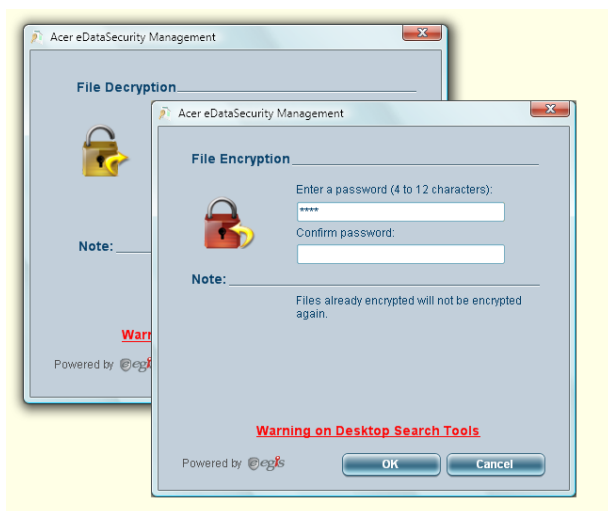 Acer eDataSecurity Management
File Decryption
Note:
Powered by egis
Acer eDataSecurity Management
File Encryption
Enter a password (4 to 12 characters):
****
Confirm password:
Note:
Files already encrypted will not be encrypted
again.
Warning on Desktop Search Tools
Powered by egis
OK
Cancel